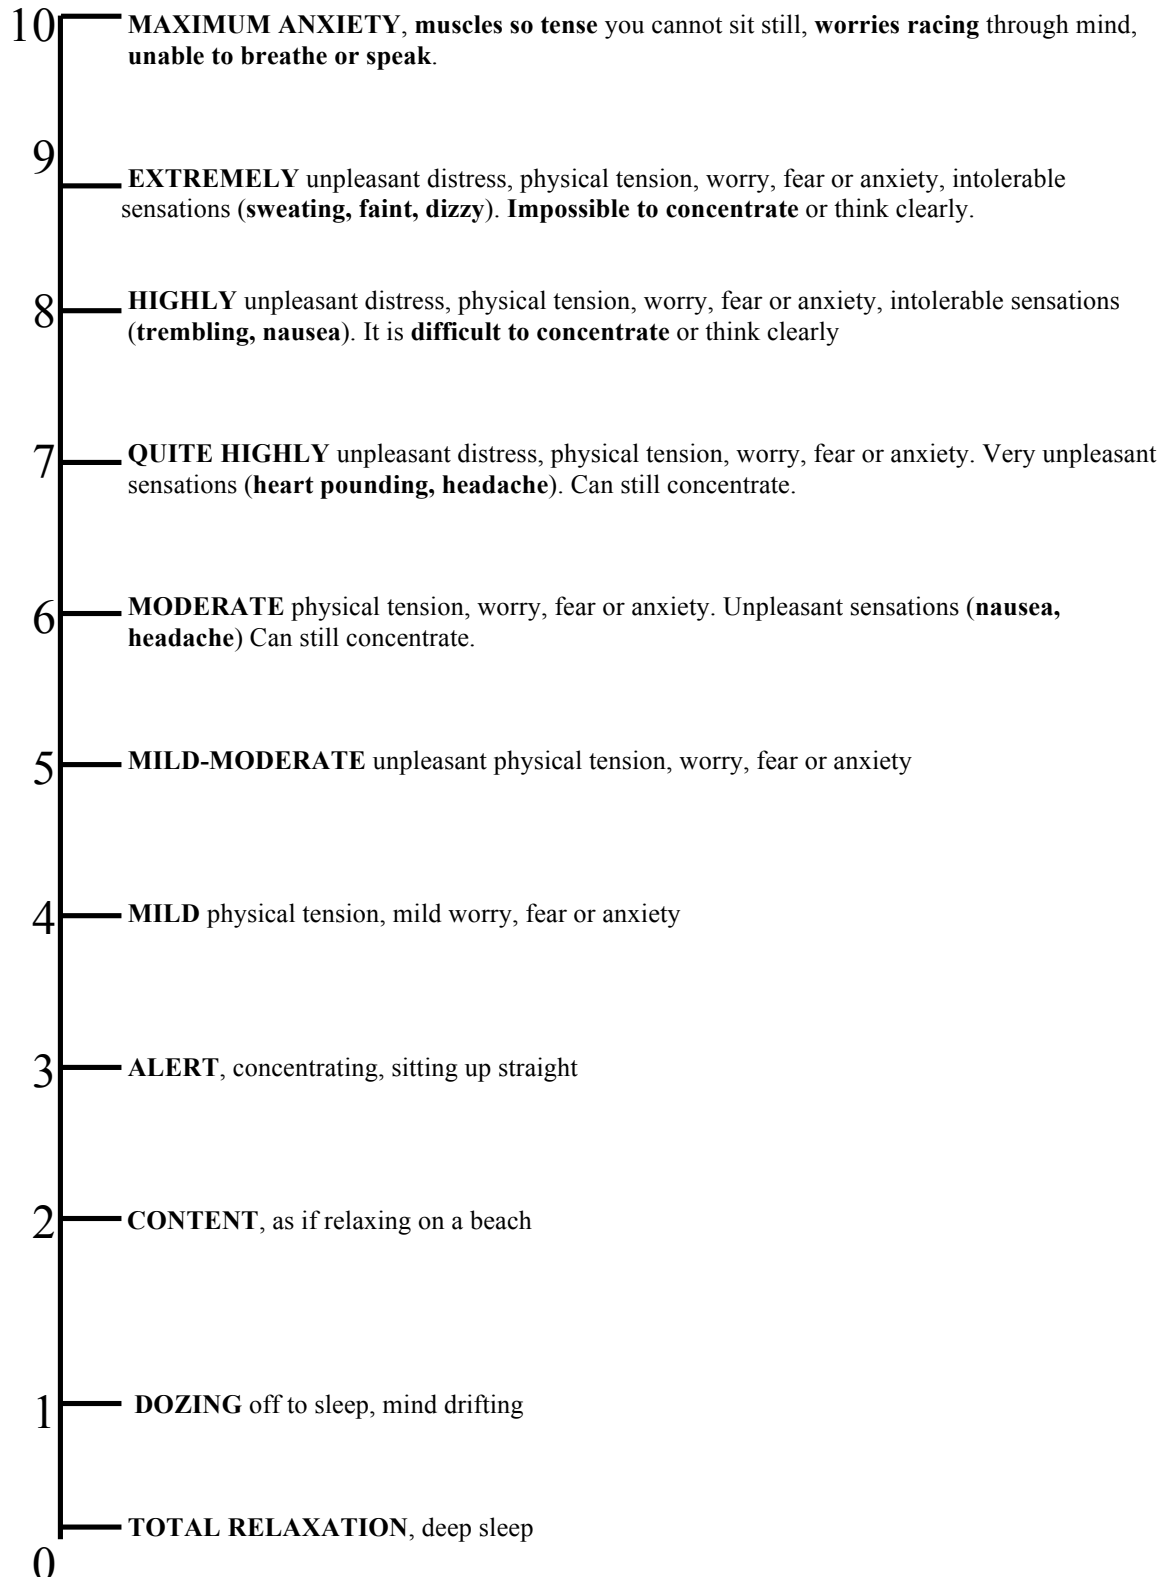 10 MAXIMUM ANXIETY, muscles so tense you cannot sit still, worries racing through mind,
unable to breathe or speak.
9
EXTREMELY unpleasant distress, physical tension, worry, fear or anxiety, intolerable
sensations (sweating, faint, dizzy). Impossible to concentrate or think clearly.
8 HIGHLY unpleasant distress, physical tension, worry, fear or anxiety, intolerable sensations
(trembling, nausea). It is difficult to concentrate or think clearly
7 QUITE HIGHLY unpleasant distress, physical tension, worry, fear or anxiety. Very unpleasant
sensations (heart pounding, headache). Can still concentrate.
6 MODERATE physical tension, worry, fear or anxiety. Unpleasant sensations (nausea,
headache) Can still concentrate.
5 MILD-MODERATE unpleasant physical tension, worry, fear or anxiety
4 MILD physical tension, mild worry, fear or anxiety
3 ALERT, concentrating, sitting up straight
2 CONTENT, as if relaxing on a beach
1 DOZING off to sleep, mind drifting
TOTAL RELAXATION, deep sleep
0